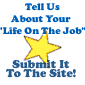 Tell Us
About Your
"Life On The Job"
Submit It
To The Site!